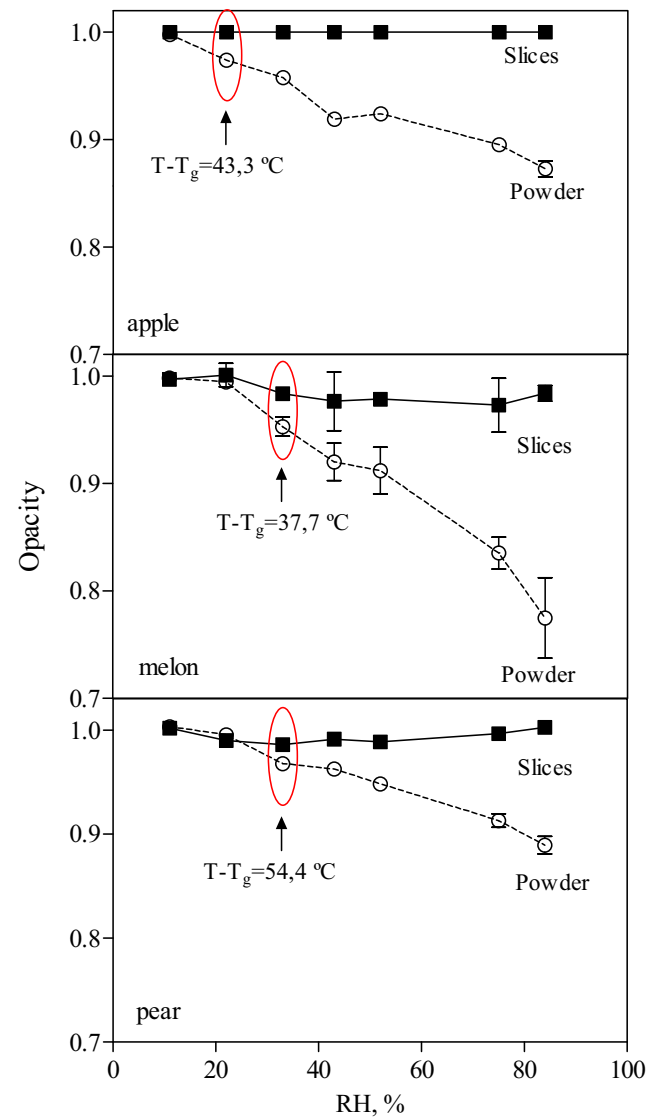 1.0
Slices
0.9
T-Tg=43,3 ºC
Powder
0.8
apple
0.7
1.0
Slices
0.9
T-Tg=37,7 ºC
Opacity
0.8
melon
Powder
0.7
1.0
Slices
0.9
T-Tg=54,4 ºC
Powder
0.8
pear
0.7
0 20 40 60 80 100
RH, %